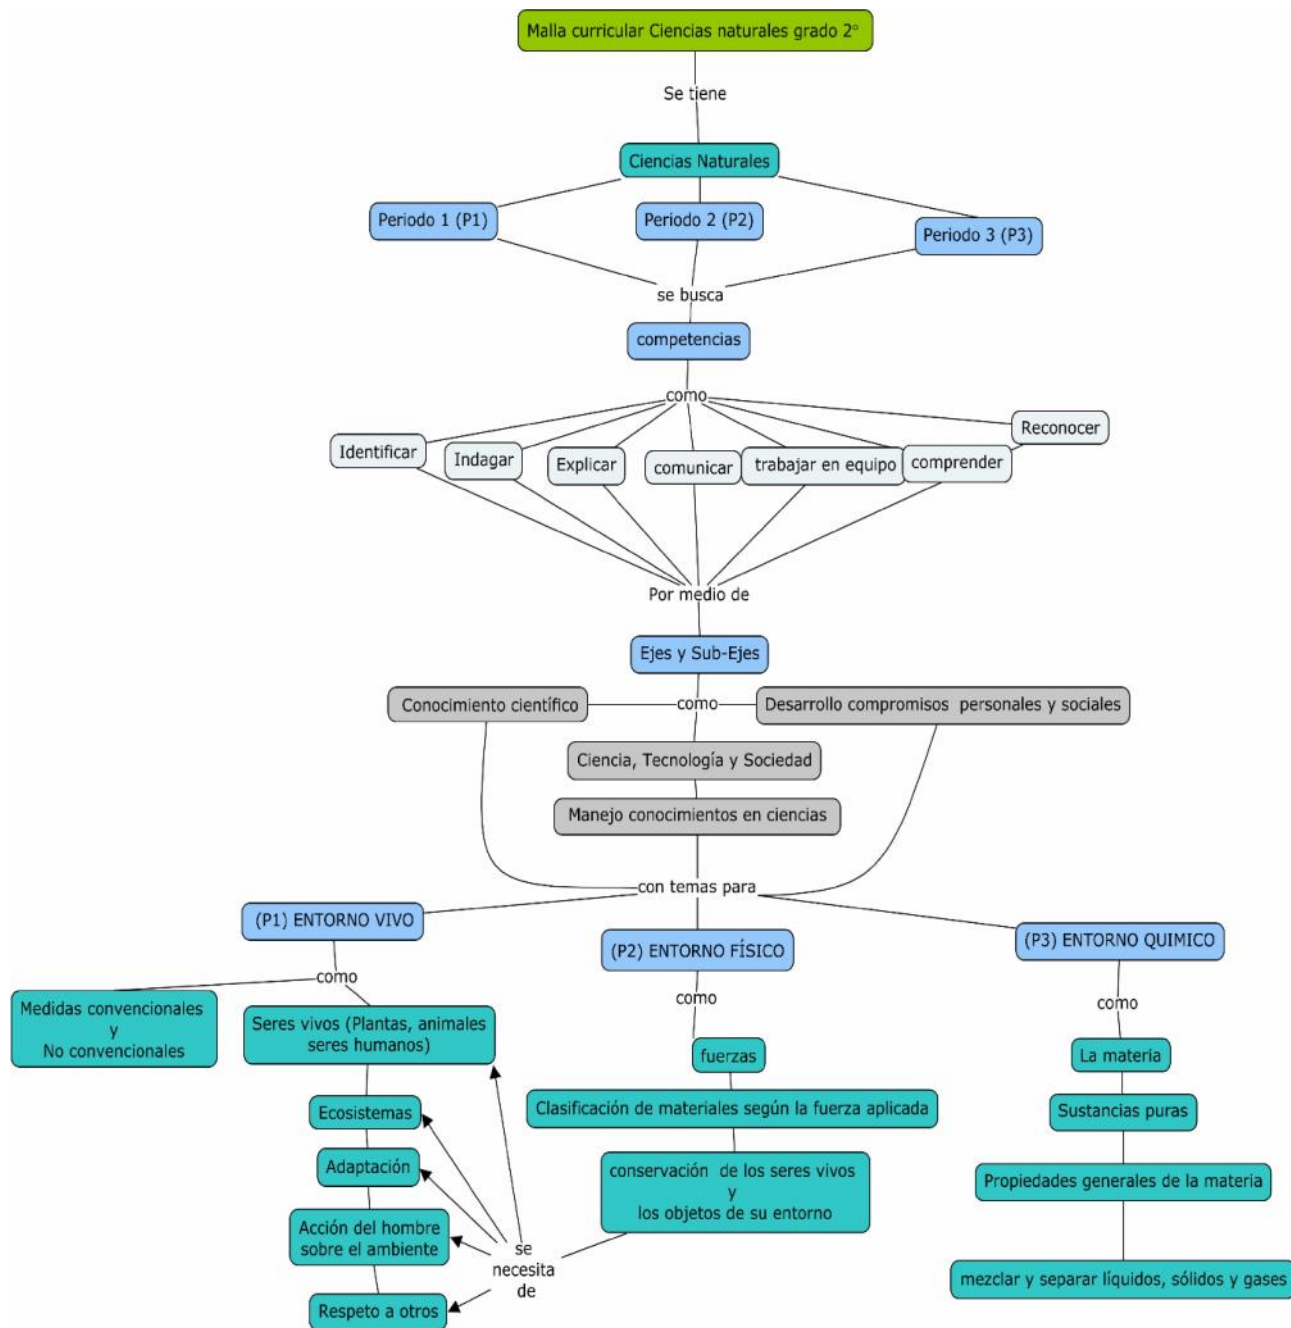 Malla curricular Ciencias naturales grado 2°
Se tiene
Ciencias Naturales
Periodo 1 (P1)
Periodo 2 (P2)
Periodo 3 (P3)
se busca
competencias
como
Identificar
Indagar
Explicar
comunicar
trabajar en equipo
comprender
Reconocer
Por medio de
Ejes y Sub-Ejes
Conocimiento científico
como
Desarrollo compromisos personales y sociales
Ciencia, Tecnología y Sociedad
Manejo conocimientos en ciencias
con temas para
(P1) ENTORNO VIVO
como
Medidas convencionales
y
No convencionales
Seres vivos (Plantas, animales
seres humanos)
Ecosistemas
Adaptación
Acción del hombre
sobre el ambiente
Respeto a otros
(P2) ENTORNO FÍSICO
como
fuerzas
Clasificación de materiales según la fuerza aplicada
conservación de los seres vivos
y
los objetos de su entorno
se
necesita
de
(P3) ENTORNO QUIMICO
como
La materia
Sustancias puras
Propiedades generales de la materia
mezclar y separar líquidos, sólidos y gases